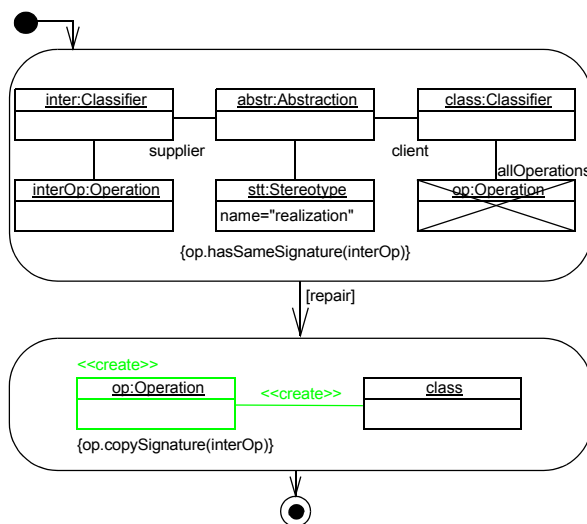 inter:Classifier
abstr:Abstraction
class:Classifier
supplier
client
allOperations
interOp:Operation
stt:Stereotype
op:Operation
name="realization"
{op.hasSameSignature(interOp)}
[repair]
<<create>>
op:Operation
<<create>>
class
{op.copySignature(interOp)}